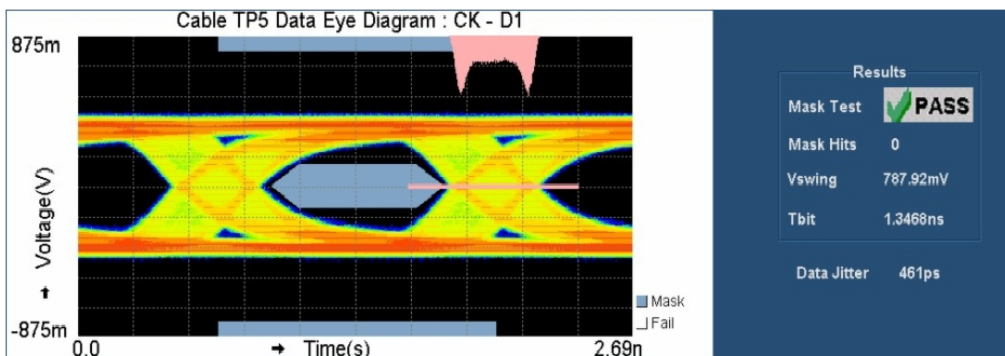 Cable TP5 Data Eye Diagram : CK - D1
875m
Voltage(V)
-875m
0.0
Time(s)
2.69n
Mask
Fail
Results
Mask Test PASS
Mask Hits 0
Vswing 787.92mV
Tbit 1.3468ns
Data Jitter 461ps